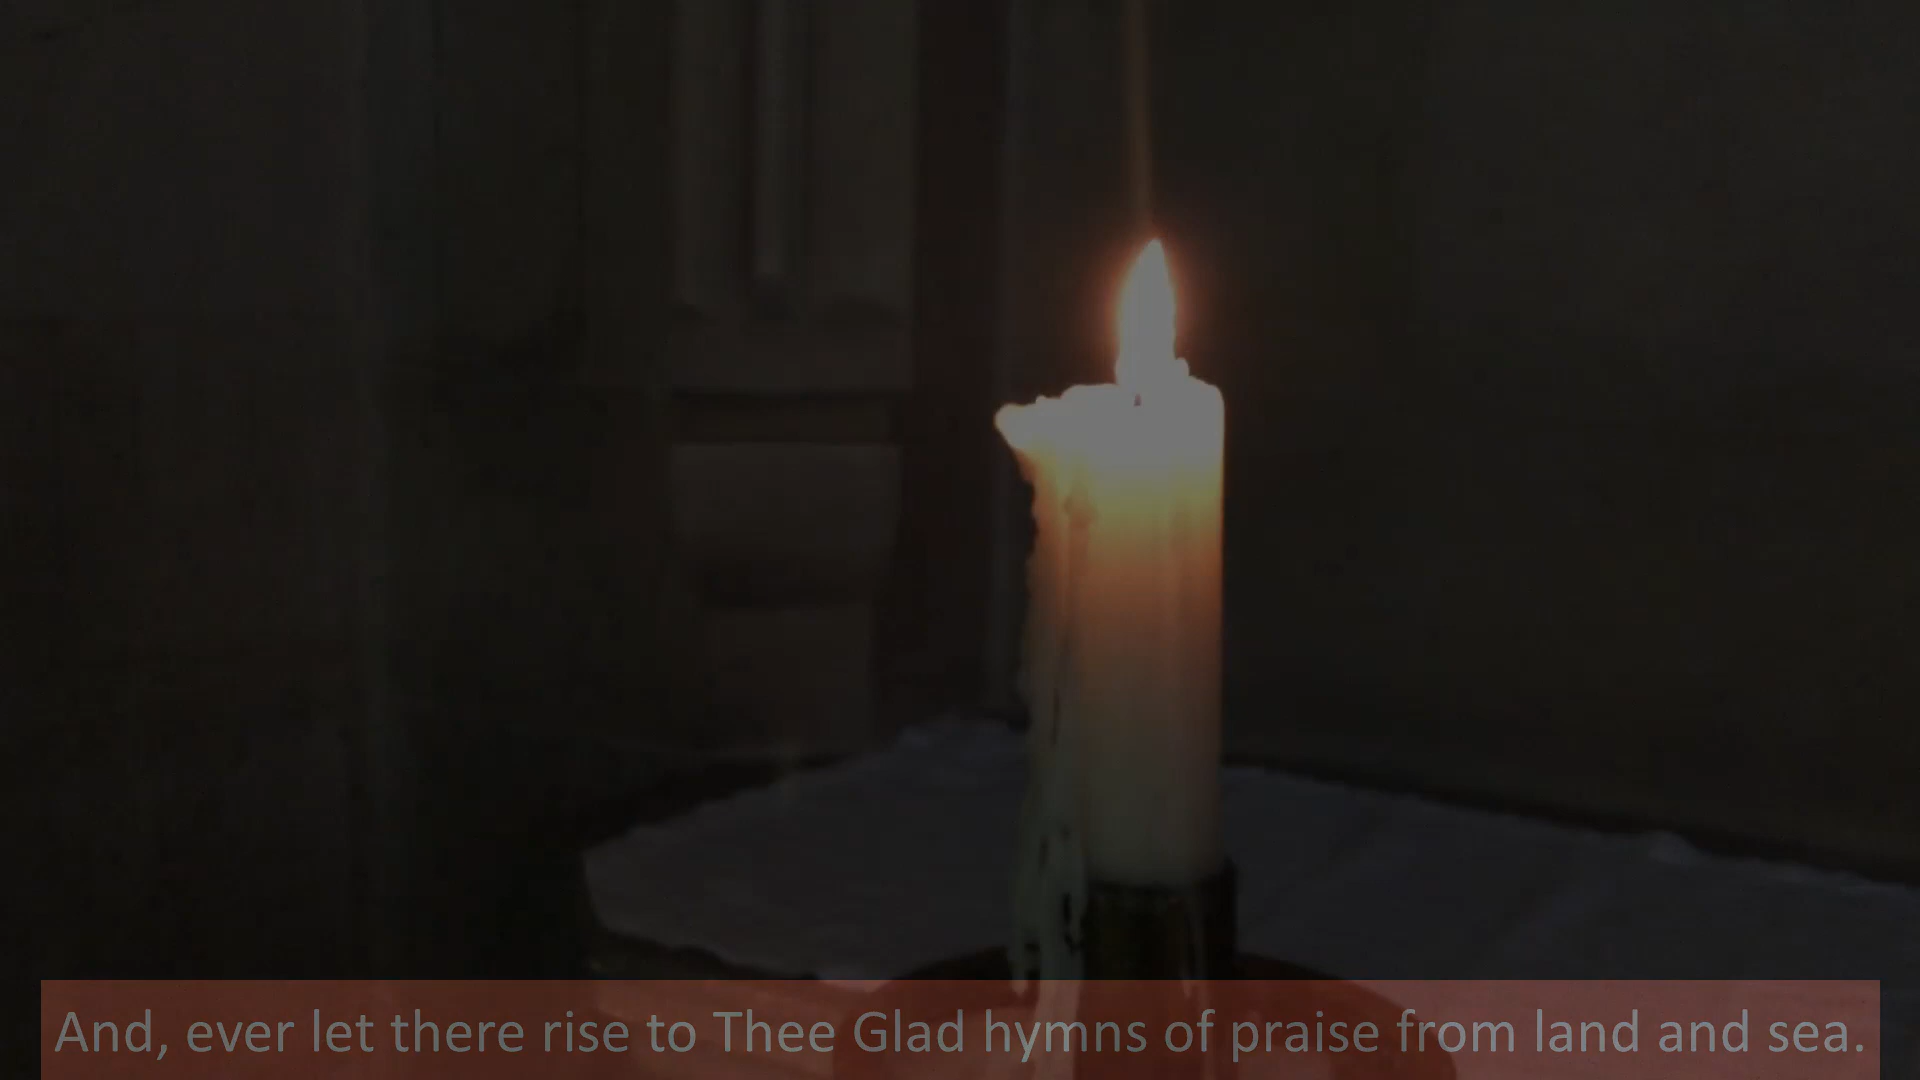 And, ever let there rise to Thee Glad hymns of praise from land and sea.